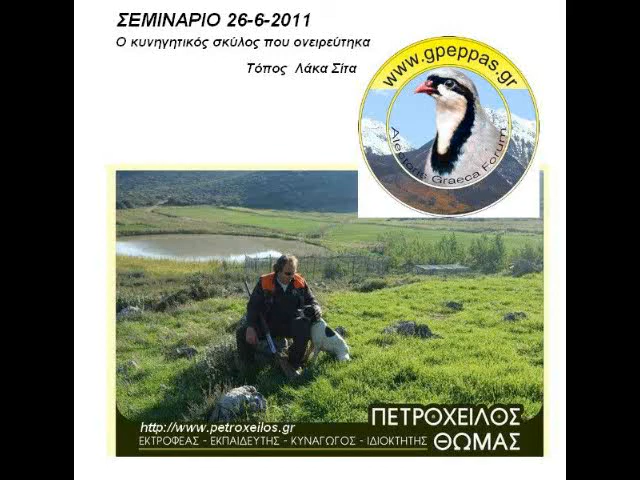 ΣΕΜΙΝΑΡΙΟ 26-6-2011
Ο κυνηγητικός σκύλος που ονειρεύτηκα
Τόπος Λάκα Σίτα
www.gpeppas.gr
Alectoris Graeca Forum
ΠΕΤΡΟΧΕΙΛΟΣ
ΘΩΜΑΣ
http://www.petroxeilos.gr
ΕΚΤΡΟΦΕΑΣ - ΕΚΠΑΙΔΕΥΤΗΣ - ΚΥΝΑΓΩΓΟΣ - ΙΔΙΟΚΤΗΤΗΣ